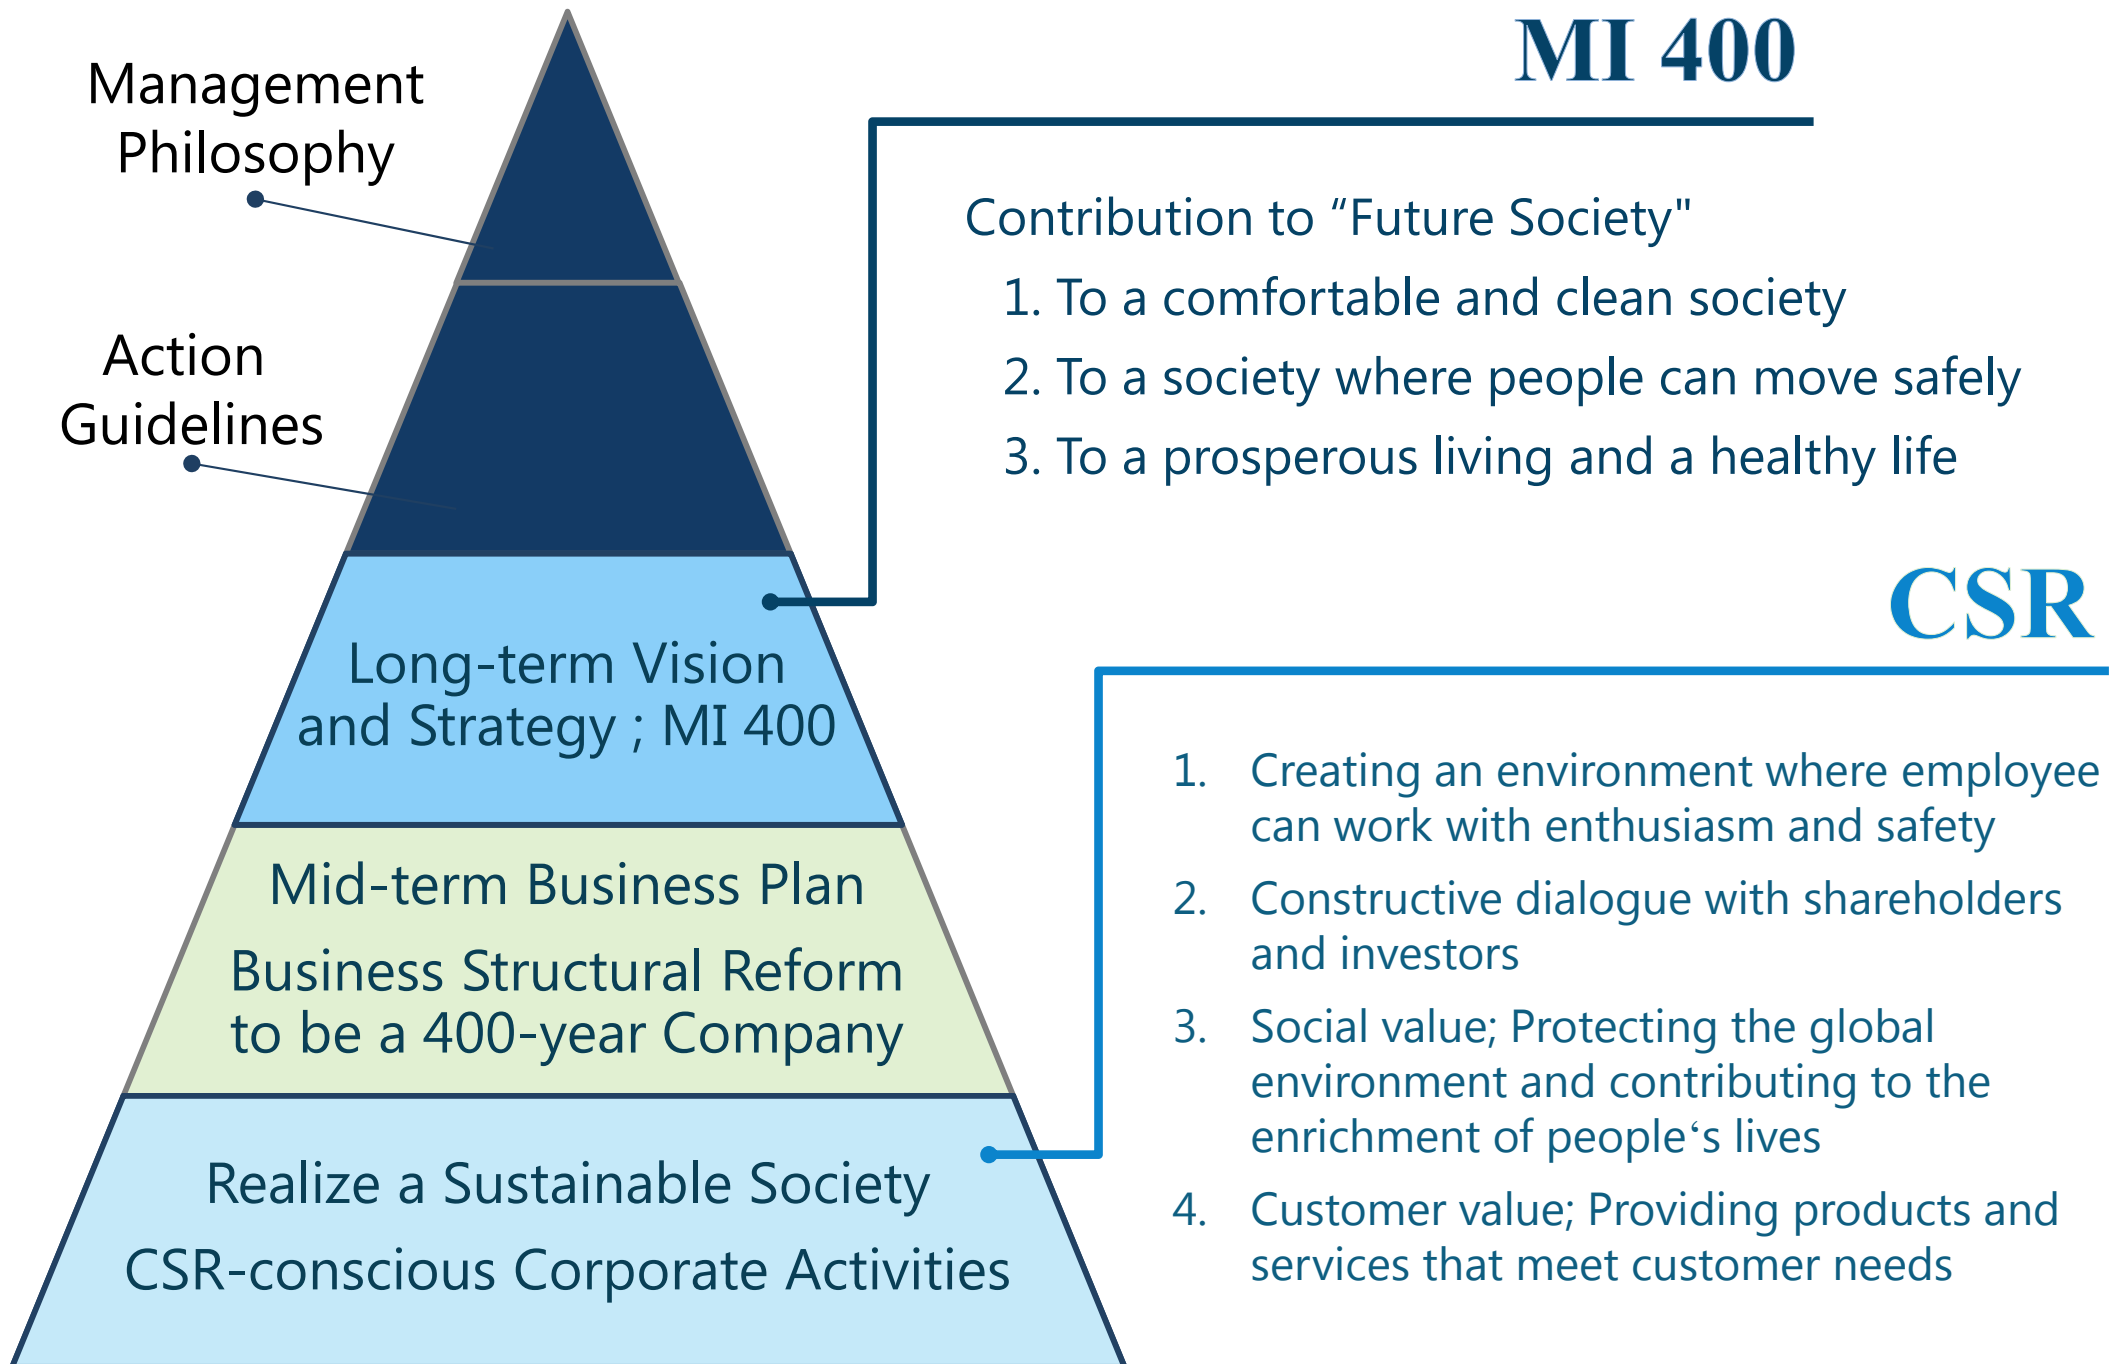 Management
Philosophy
Action
Guidelines
Long-term Vision
and Strategy ; MI 400
Mid-term Business Plan
Business Structural Reform
to be a 400-year Company
Realize a Sustainable Society
CSR-conscious Corporate Activities
MI 400
Contribution to “Future Society"
1. To a comfortable and clean society
2. To a society where people can move safely
3. To a prosperous living and a healthy life
CSR
1. Creating an environment where employee
can work with enthusiasm and safety
2. Constructive dialogue with shareholders
and investors
3. Social value; Protecting the global
environment and contributing to the
enrichment of people‘s lives
4. Customer value; Providing products and
services that meet customer needs